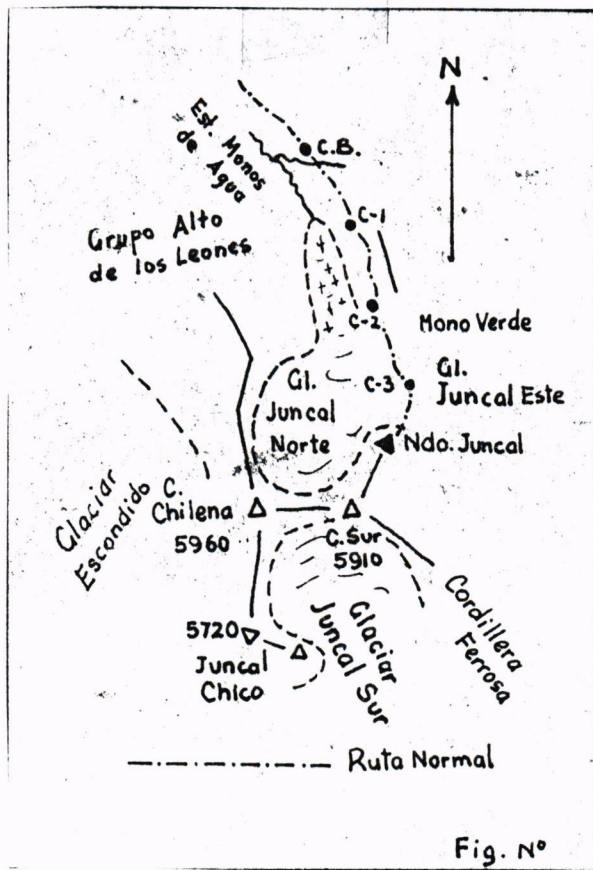 N
Est. Monos
de Agua
C.B.
C-1
Grupo Alto
de los Leones
C-2
Mono Verde
C-3
Gl.
Juncal Este
Gl.
Juncal
Norte
Ndo. Juncal
Glaciar
Escondido
C.
Chilena
5960
C. Sur
5910
Cordillera
Ferrosa
Glaciar
Juncal Sur
5720
Juncal
Chico
Ruta Normal
Fig. Nº